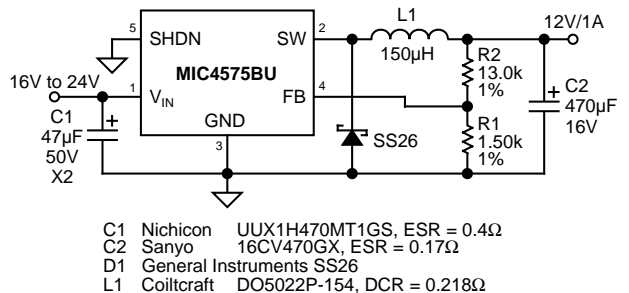 5 SHDN SW 2 L1 12V/1A
150µH
R2
13.0k
1%
MIC4575BU
16V to 24V
1 VIN FB 4
C2
470µF
16V
GND
3
C1
47µF
50V
X2
SS26
R1
1.50k
1%
C1 Nichicon UUX1H470MT1GS, ESR = 0.4Ω
C2 Sanyo 16CV470GX, ESR = 0.17Ω
D1 General Instruments SS26
L1 Coiltcraft DO5022P-154, DCR = 0.218Ω